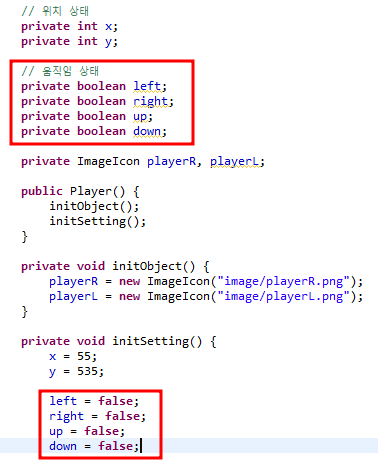 // 위치 상태
private int x;
private int y;
// 움직임 상태
private boolean left;
private boolean right;
private boolean up;
private boolean down;
private ImageIcon playerR, playerL;
public Player() {
initObject();
initSetting();
}
private void initObject() {
playerR = new ImageIcon("image/playerR.png");
playerL = new ImageIcon("image/playerL.png");
}
private void initSetting() {
x = 55;
y = 535;
left = false;
right = false;
up = false;
down = false;